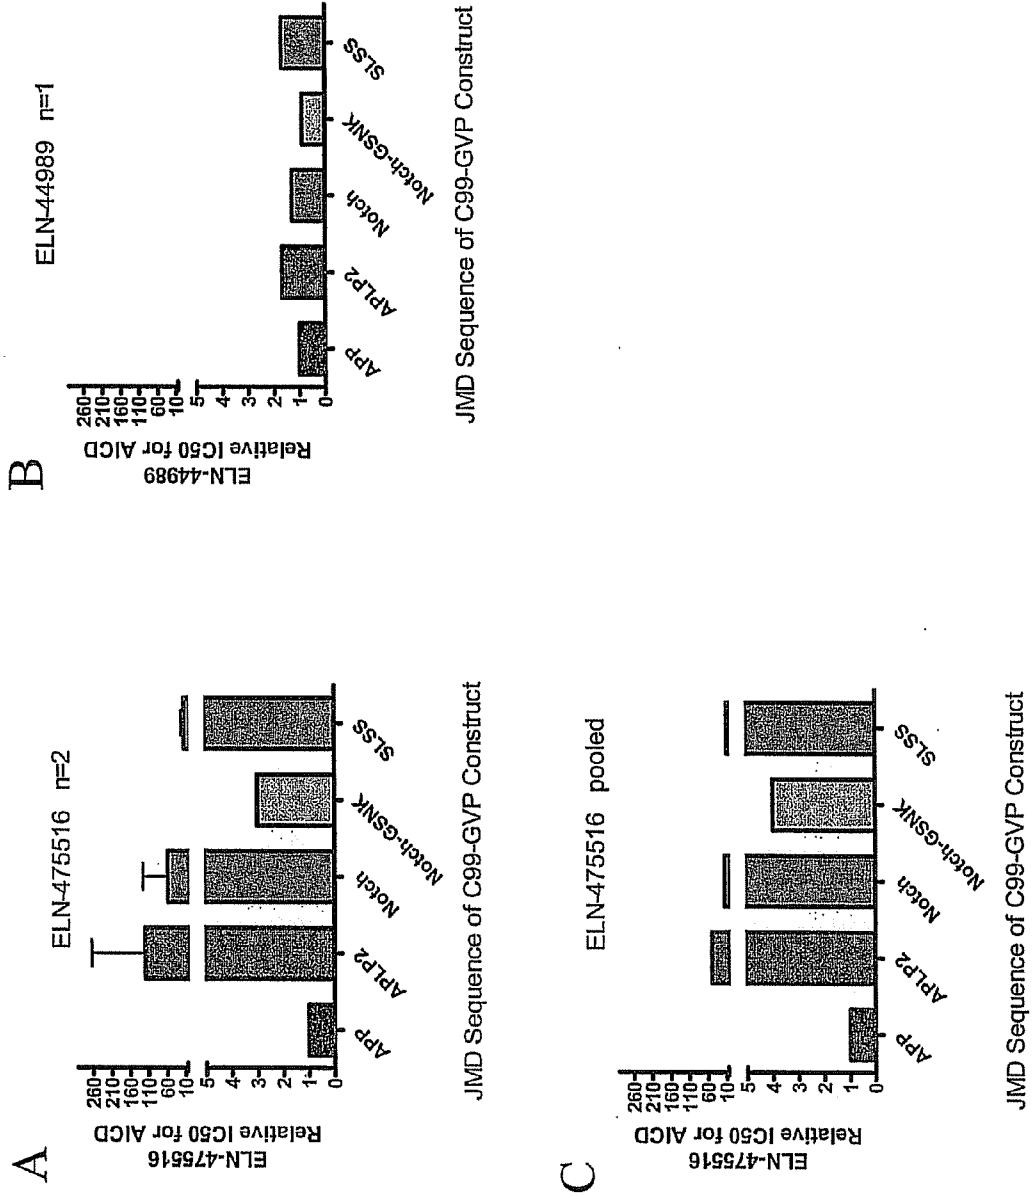 A
ELN-475516 n=2
ELN-475516
Relative IC50 for AICD
260
210
160
110
60
10
5
4
3
2
1
0
APP
APLP2
Notch
Notch-GSNK
SLSS
JMD Sequence of C99-GVP Construct
B
ELN-44989 n=1
ELN-44989
Relative IC50 for AICD
260
210
160
110
60
10
5
4
3
2
1
0
APP
APLP2
Notch
Notch-GSNK
SLSS
JMD Sequence of C99-GVP Construct
C
ELN-475516 pooled
ELN-475516
Relative IC50 for AICD
260
210
160
110
60
10
5
4
3
2
1
0
APP
APLP2
Notch
Notch-GSNK
SLSS
JMD Sequence of C99-GVP Construct